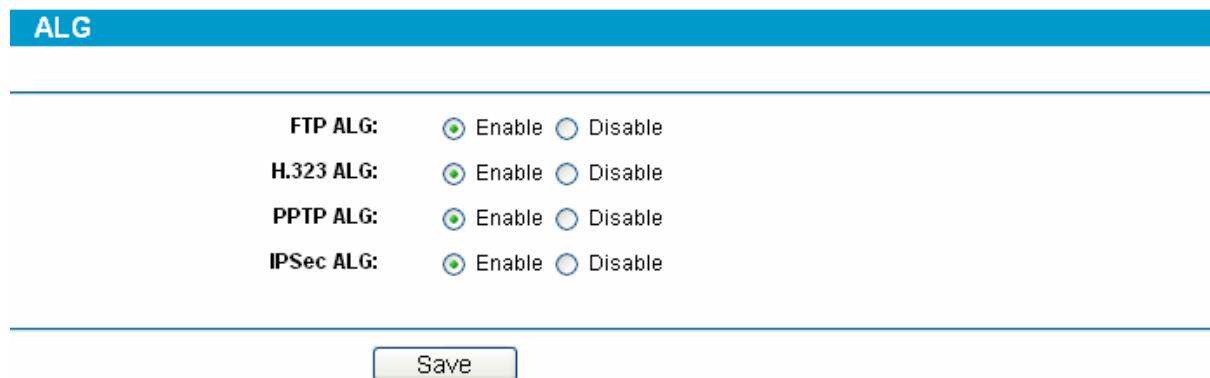 ALG
FTP ALG: Enable Disable
H.323 ALG: Enable Disable
PPTP ALG: Enable Disable
IPSec ALG: Enable Disable
Save